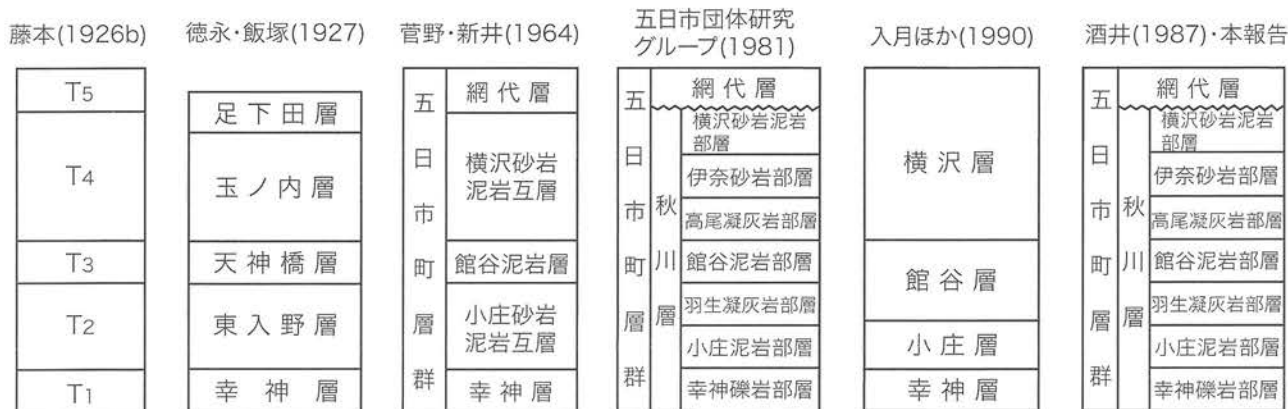 藤本(1926b)
T5
T4
T3
T2
T1
徳永・飯塚(1927)
足下田層
玉ノ内層
天神橋層
東入野層
幸神層
菅野・新井(1964)
五日市町層群
網代層
横沢砂岩
泥岩互層
館谷泥岩層
小庄砂岩
泥岩互層
幸神層
五日市団体研究
グループ(1981)
五日市町層群
網代層
秋川層
横沢砂岩泥岩
部層
伊奈砂岩部層
高尾凝灰岩部層
館谷泥岩部層
羽生凝灰岩部層
小庄泥岩部層
幸神礫岩部層
入月ほか(1990)
横沢層
館谷層
小庄層
幸神層
酒井(1987)・本報告
五日市町層群
網代層
秋川層
横沢砂岩泥岩
部層
伊奈砂岩部層
高尾凝灰岩部層
館谷泥岩部層
羽生凝灰岩部層
小庄泥岩部層
幸神礫岩部層